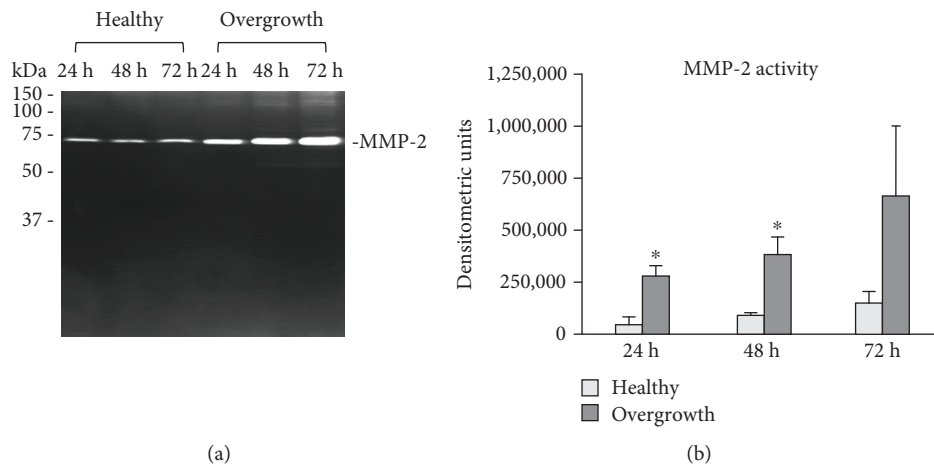 Healthy Overgrowth
kDa 24 h 48 h 72 h 24 h 48 h 72 h
150 -
100 -
75 -
-MMP-2
50 -
37 -
(a)
MMP-2 activity
Densitometric units
1,250,000
1,000,000
750,000
500,000
250,000
0
*
*
24 h 48 h 72 h
Healthy
Overgrowth
(b)